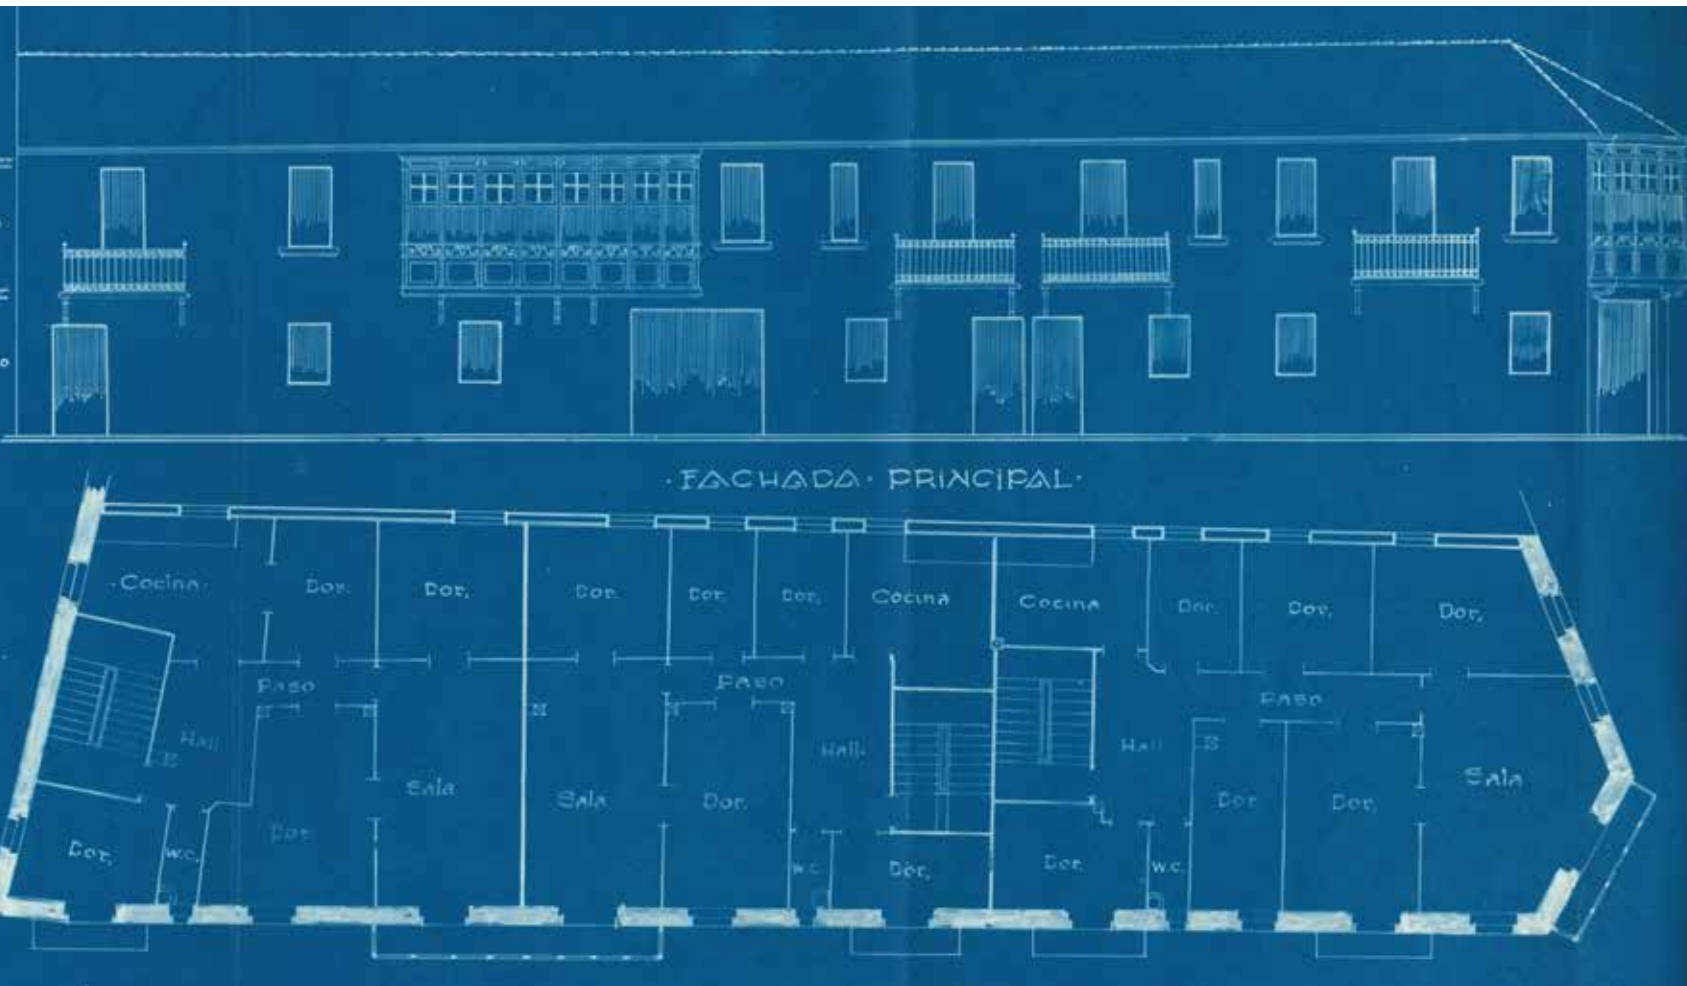 · FACHADA · PRINCIPAL ·
· Cocina ·
Dor.
Dor.
Dor.
Dor.
Dor.
Cocina
Cocina
Dor.
Dor.
Dor.
Paso
Paso
Paso
Hall
Hall.
Hall
Sala
Sala
Dor.
Dor.
Dor.
Sala
Dor.
Dor.
W.C.
W.C.
Dor.
Dor.
W.C.